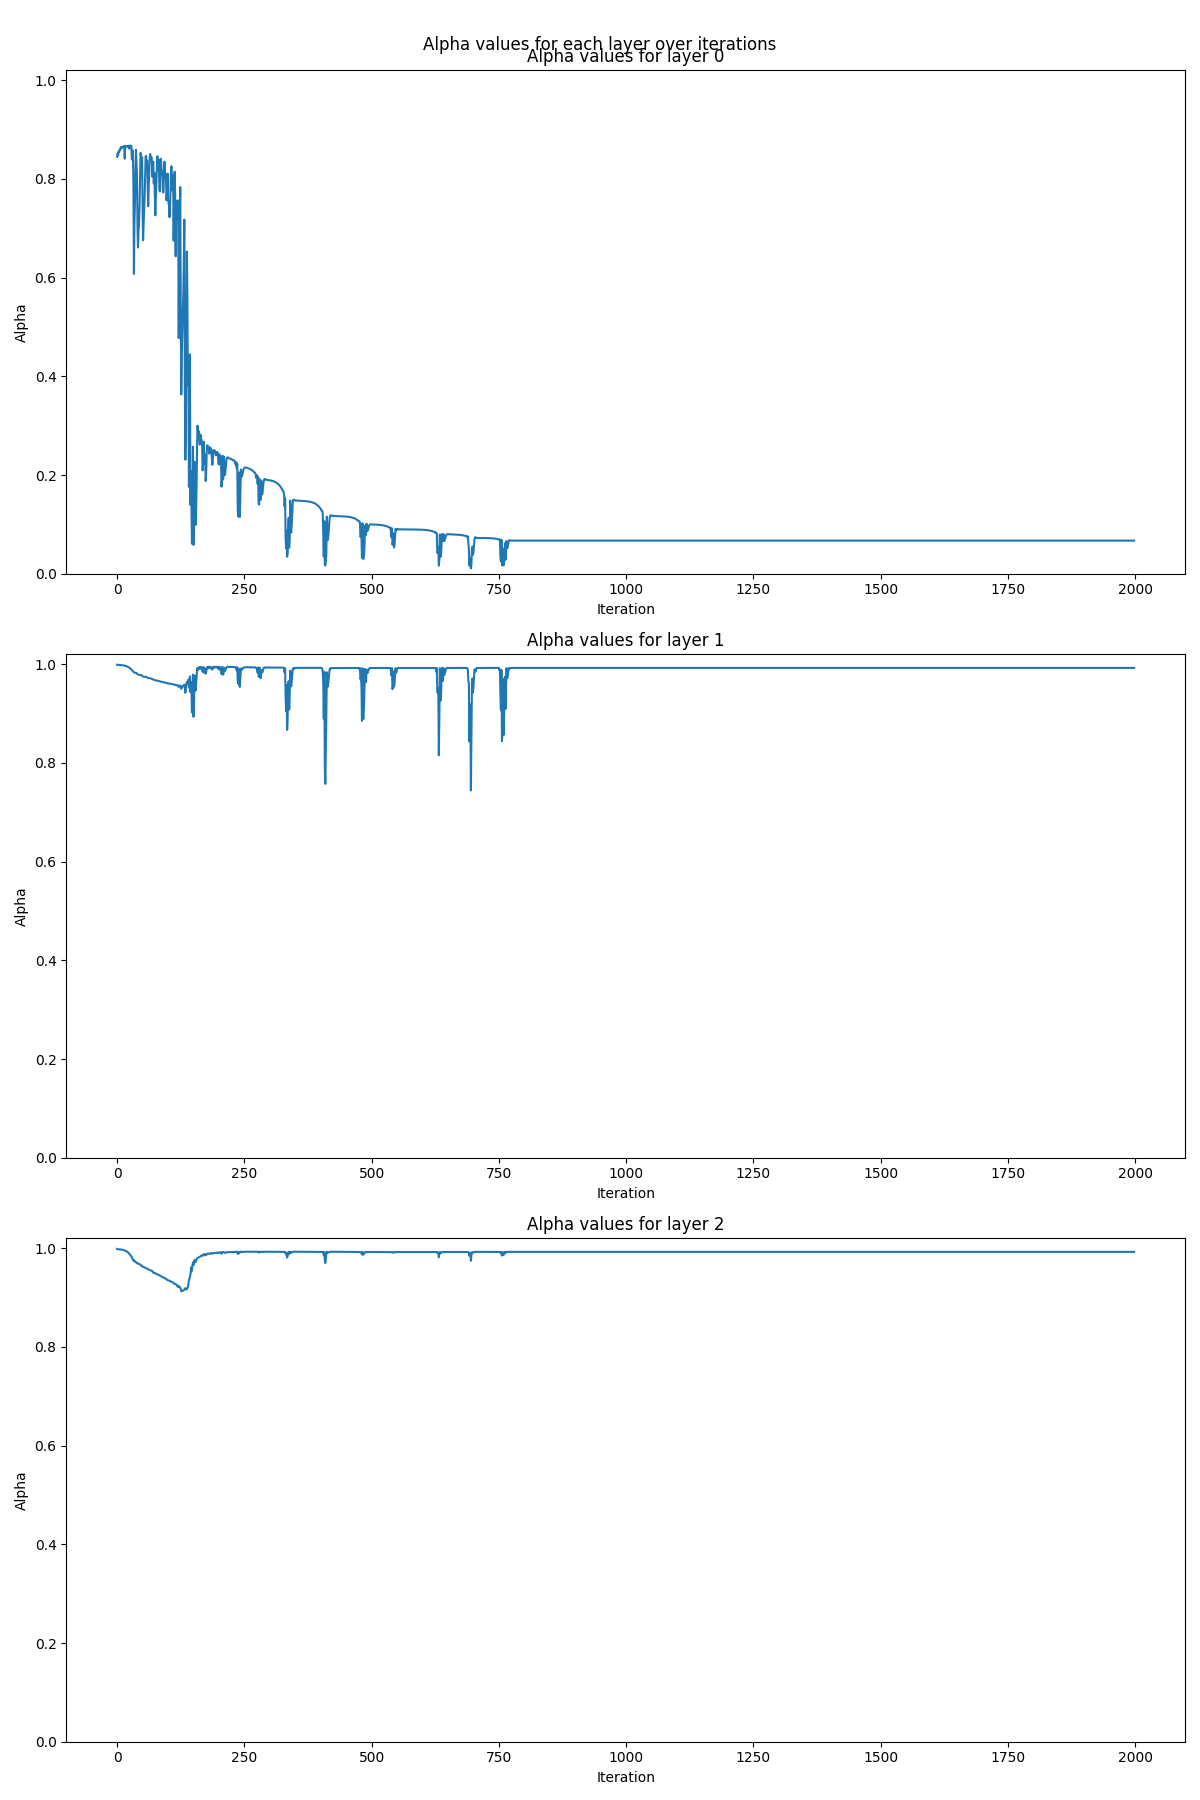 Alpha values for each layer over iterations
Alpha values for layer 0
1.0
0.8
0.6
0.4
0.2
0.0
Alpha
0 250 500 750 1000 1250 1500 1750 2000
Iteration
Alpha values for layer 1
1.0
0.8
0.6
0.4
0.2
0.0
Alpha
0 250 500 750 1000 1250 1500 1750 2000
Iteration
Alpha values for layer 2
1.0
0.8
0.6
0.4
0.2
0.0
Alpha
0 250 500 750 1000 1250 1500 1750 2000
Iteration